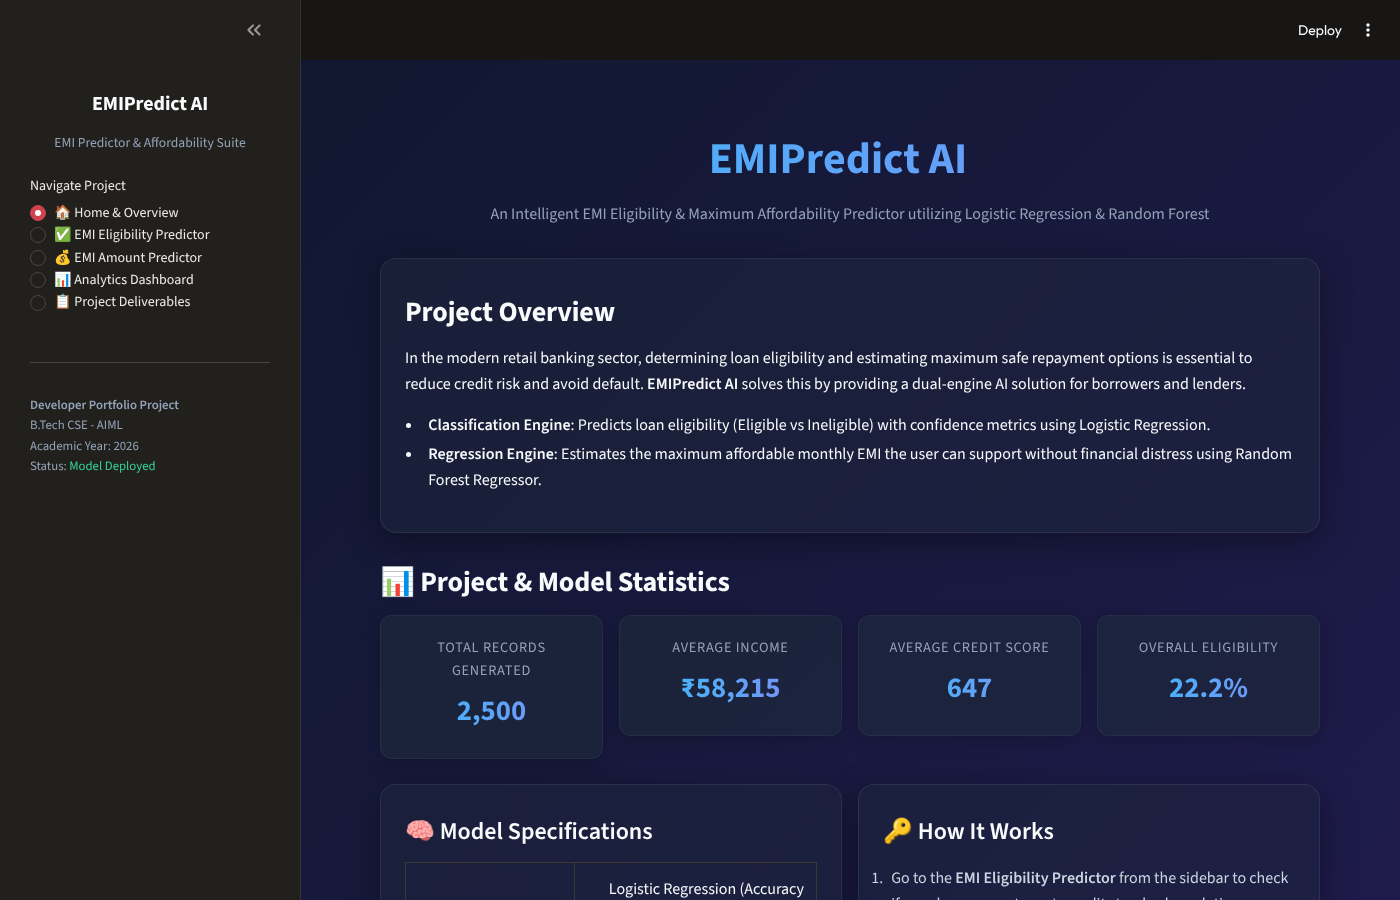 Deploy
EMIPredict AI
EMI Predictor & Affordability Suite
Navigate Project
🏠 Home & Overview
✅ EMI Eligibility Predictor
💰 EMI Amount Predictor
📊 Analytics Dashboard
📋 Project Deliverables
Developer Portfolio Project
B.Tech CSE - AIML
Academic Year: 2026
Status: Model Deployed
EMIPredict AI
An Intelligent EMI Eligibility & Maximum Affordability Predictor utilizing Logistic Regression & Random Forest
Project Overview
In the modern retail banking sector, determining loan eligibility and estimating maximum safe repayment options is essential to
reduce credit risk and avoid default. EMIPredict AI solves this by providing a dual-engine AI solution for borrowers and lenders.
• Classification Engine: Predicts loan eligibility (Eligible vs Ineligible) with confidence metrics using Logistic Regression.
• Regression Engine: Estimates the maximum affordable monthly EMI the user can support without financial distress using Random
Forest Regressor.
📊 Project & Model Statistics
TOTAL RECORDS
GENERATED
2,500
AVERAGE INCOME
₹58,215
AVERAGE CREDIT SCORE
647
OVERALL ELIGIBILITY
22.2%
🧠 Model Specifications
Logistic Regression (Accuracy
🔑 How It Works
1. Go to the EMI Eligibility Predictor from the sidebar to check